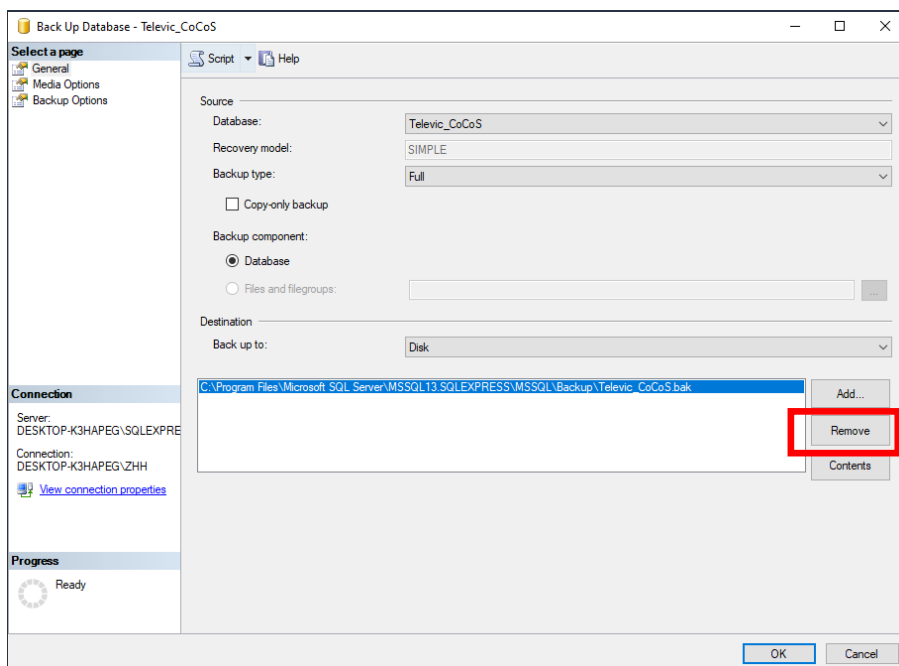 Back Up Database - Televic_CoCoS
Select a page
General
Media Options
Backup Options
Script
Help
Source
Database:
Televic_CoCoS
Recovery model:
SIMPLE
Backup type:
Full
Copy-only backup
Backup component:
Database
Files and filegroups:
...
Destination
Back up to:
Disk
C:\Program Files\Microsoft SQL Server\MSSQL13.SQLEXPRESS\MSSQL\Backup\Televic_CoCoS.bak
Add...
Remove
Contents
Connection
Server:
DESKTOP-K3HAPEG\SQLEXPRE
Connection:
DESKTOP-K3HAPEG\ZHH
View connection properties
Progress
Ready
OK
Cancel